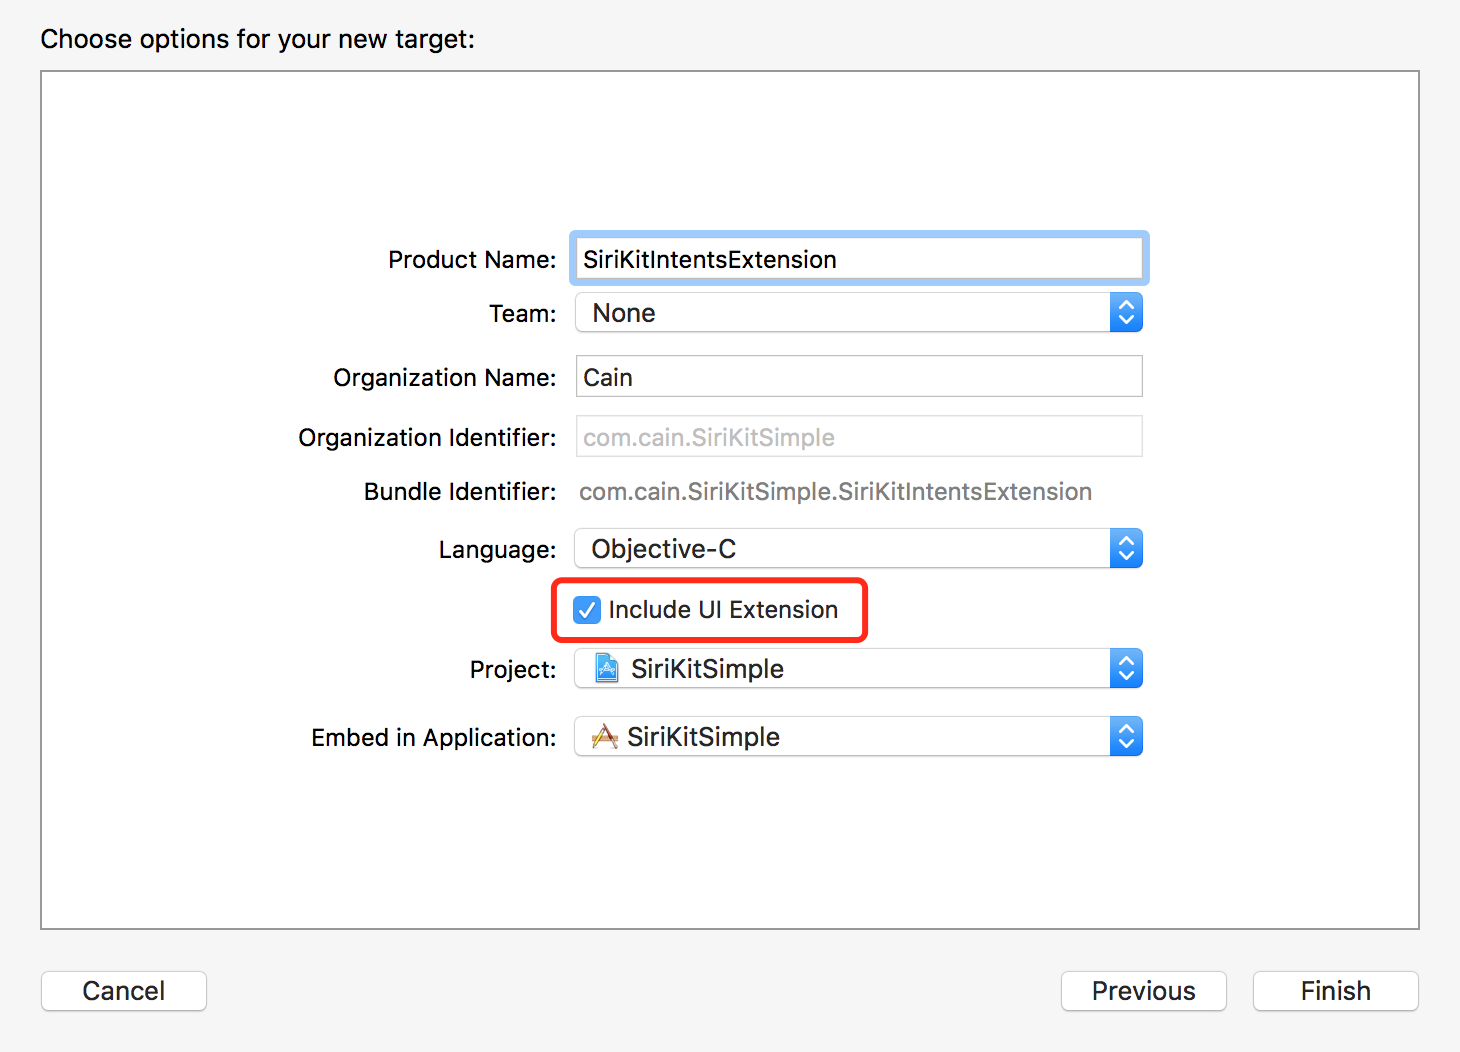 Choose options for your new target:
Product Name: SiriKitIntentsExtension
Team: None
Organization Name: Cain
Organization Identifier: com.cain.SiriKitSimple
Bundle Identifier: com.cain.SiriKitSimple.SiriKitIntentsExtension
Language: Objective-C
Include UI Extension
Project: SiriKitSimple
Embed in Application: SiriKitSimple
Cancel Previous Finish